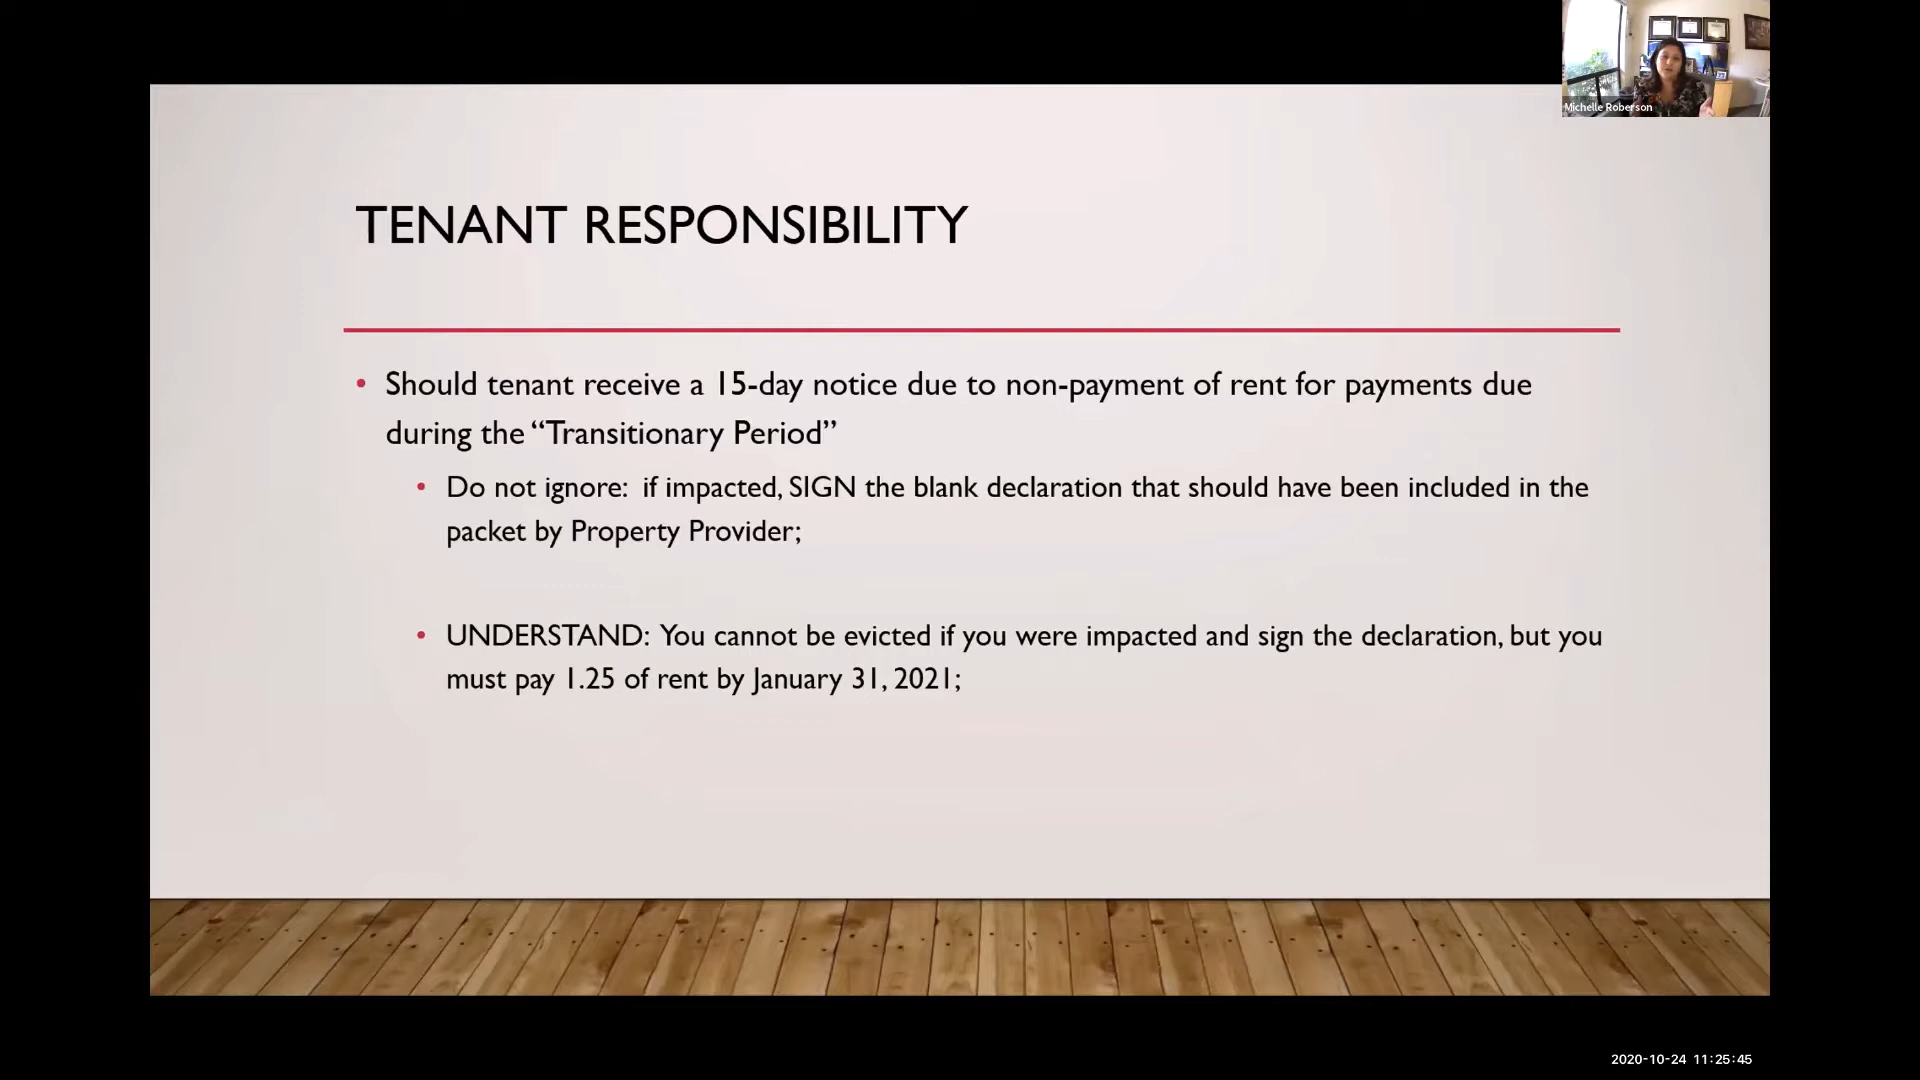 Michelle Roberson
TENANT RESPONSIBILITY
• Should tenant receive a 15-day notice due to non-payment of rent for payments due
during the “Transitionary Period”
• Do not ignore:  if impacted, SIGN the blank declaration that should have been included in the
packet by Property Provider;
• UNDERSTAND:  You cannot be evicted if you were impacted and sign the declaration, but you
must pay 1.25 of rent by January 31, 2021;
2020-10-24 11:25:45